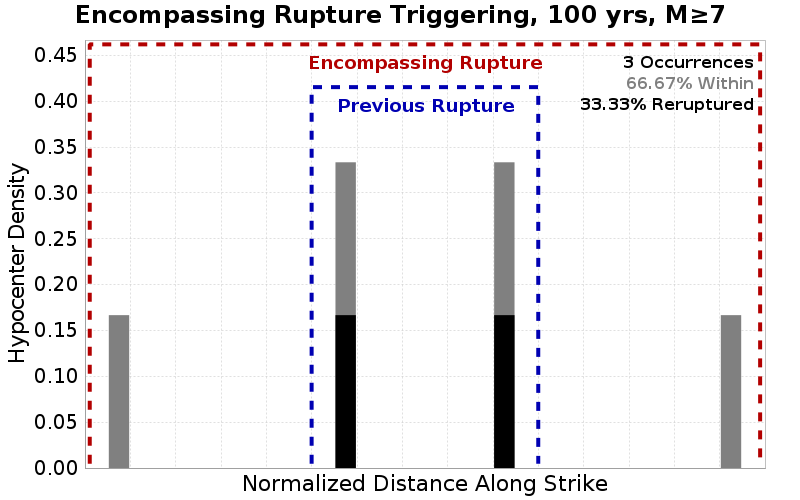 Encompassing Rupture Triggering, 100 yrs, M≥7
Encompassing Rupture
Previous Rupture
3 Occurrences
66.67% Within
33.33% Reruptured
Hypocenter Density
0.45
0.40
0.35
0.30
0.25
0.20
0.15
0.10
0.05
0.00
Normalized Distance Along Strike